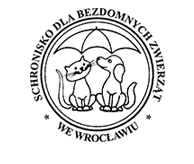 SCHRONISKO DLA BEZDOMNYCH ZWIERZĄT
WE WROCŁAWIU